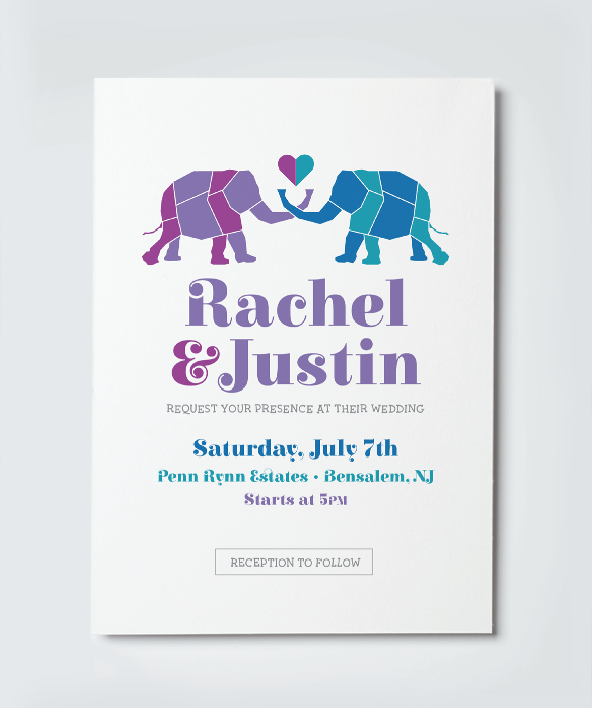 Rachel
& Justin
REQUEST YOUR PRESENCE AT THEIR WEDDING
Saturday, July 7th
Penn Rynn Estates • Bensalem, NJ
Starts at 5PM
RECEPTION TO FOLLOW